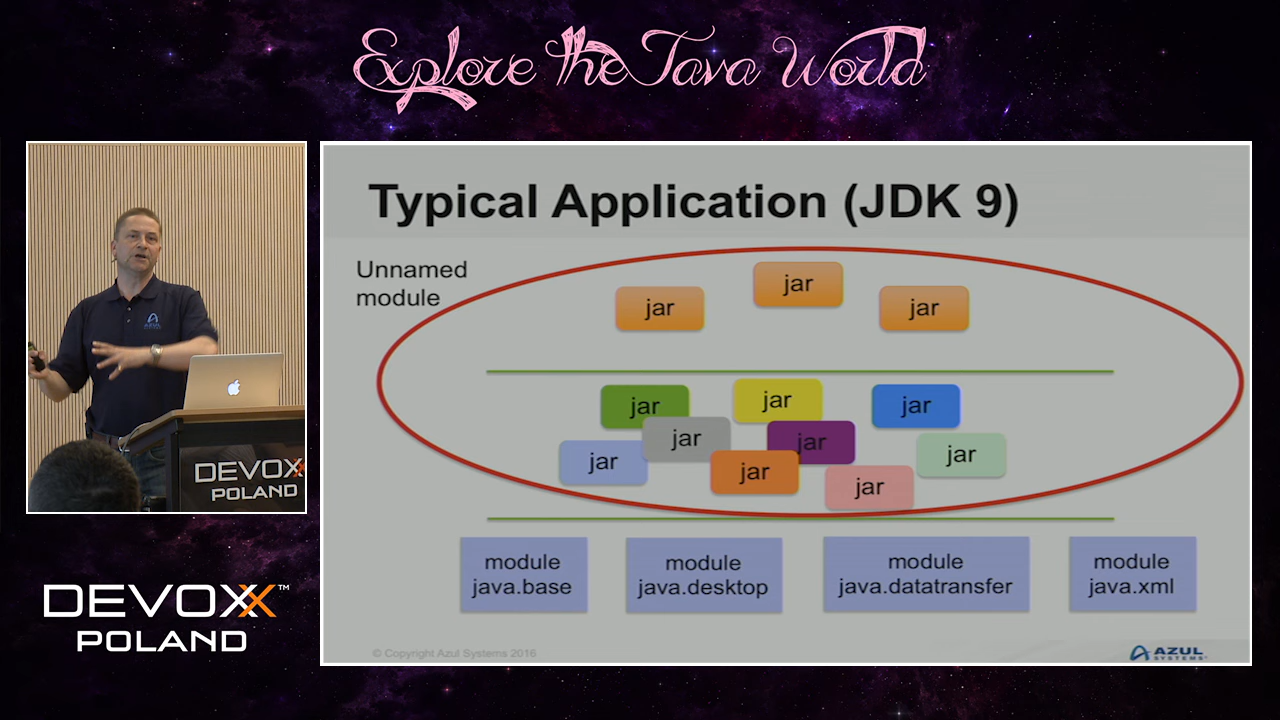 Explore the Java World
Typical Application (JDK 9)
Unnamed
module
jar
jar
jar
jar
jar
jar
jar
jar
jar
jar
jar
jar
module
java.base
module
java.desktop
module
java.datatransfer
module
java.xml
© Copyright Azul Systems 2016
AZUL
SYSTEMS®
AZUL
DEVOXX
POLAND
DEVOXX™
POLAND